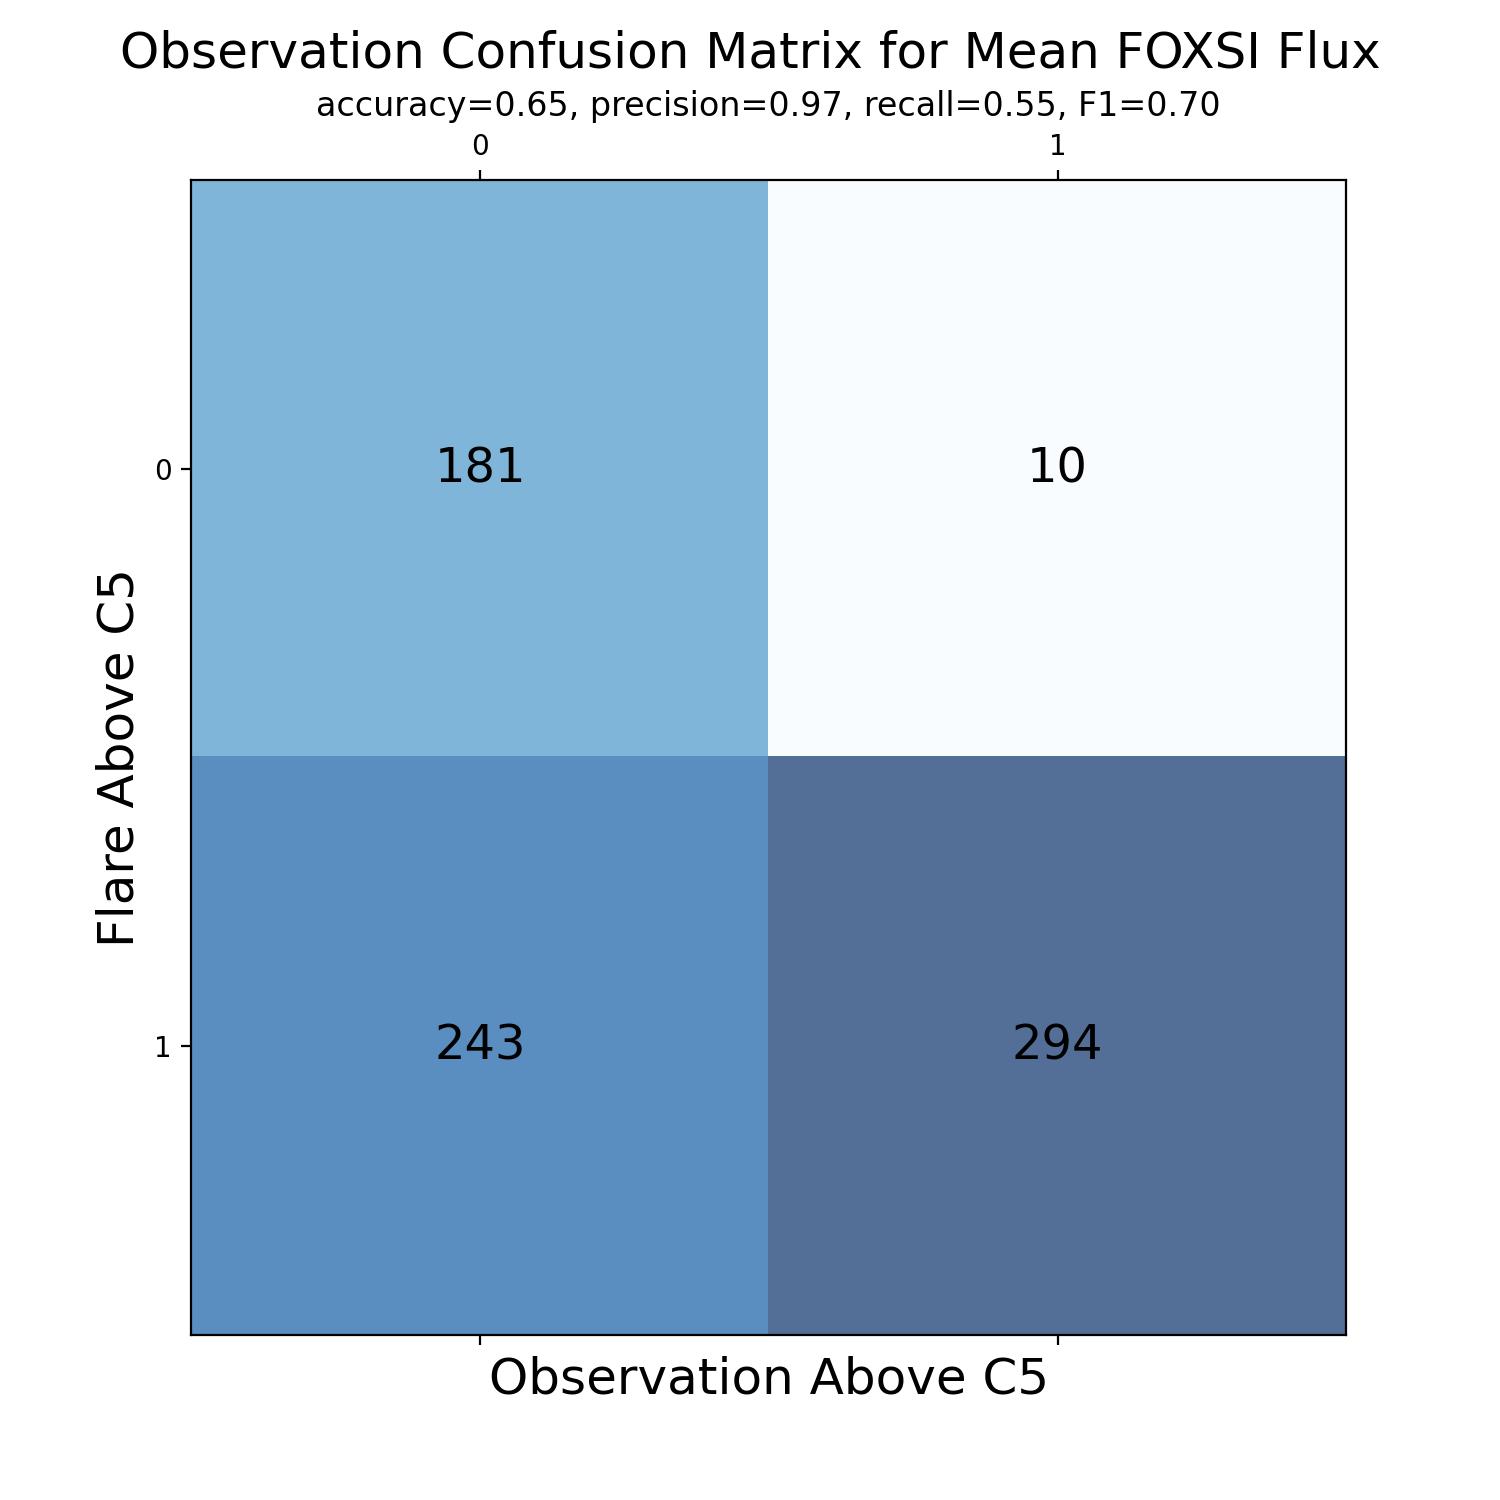 Observation Confusion Matrix for Mean FOXSI Flux
accuracy=0.65, precision=0.97, recall=0.55, F1=0.70
0 1
0
181 10
Flare Above C5
1
243 294
Observation Above C5